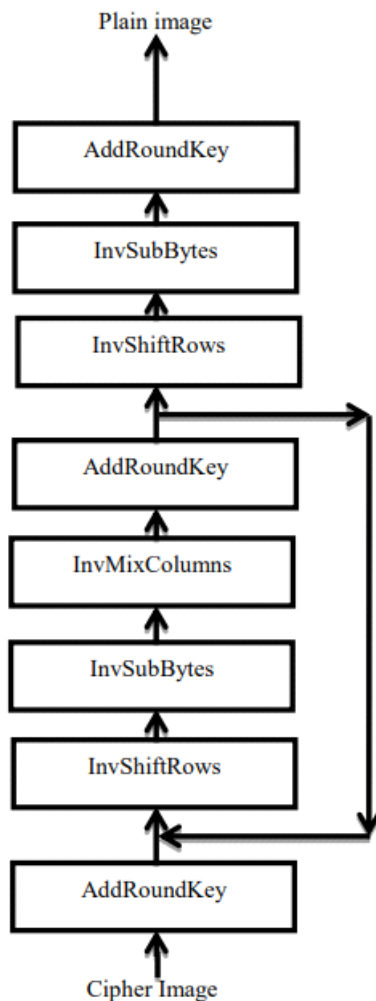 Plain image
AddRoundKey
InvSubBytes
InvShiftRows
AddRoundKey
InvMixColumns
InvSubBytes
InvShiftRows
AddRoundKey
Cipher Image